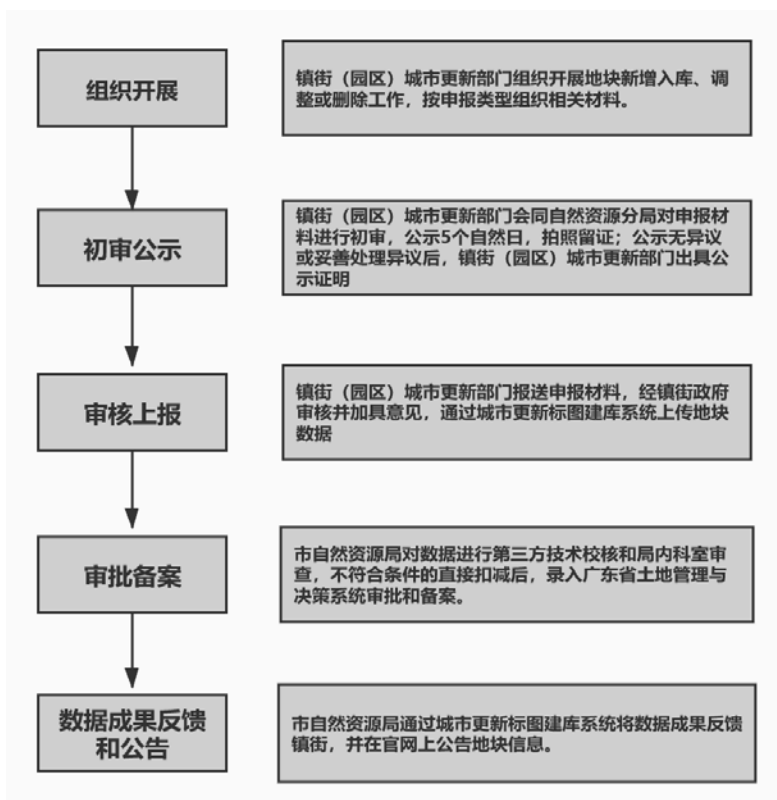 组织开展
镇街（园区）城市更新部门组织开展地块新增入库、调
整或删除工作，按申报类型组织相关材料。
初审公示
镇街（园区）城市更新部门会同自然资源分局对申报材
料进行初审，公示5个自然日，拍照留证；公示无异议
或妥善处理异议后，镇街（园区）城市更新部门出具公
示证明
审核上报
镇街（园区）城市更新部门报送申报材料，经镇街政府
审核并加具意见，通过城市更新标图建库系统上传地块
数据
审批备案
市自然资源局对数据进行第三方技术校核和局内科室审
查，不符合条件的直接扣减后，录入广东省土地管理与
决策系统审批和备案。
数据成果反馈
和公告
市自然资源局通过城市更新标图建库系统将数据成果反馈
镇街，并在官网上公告地块信息。